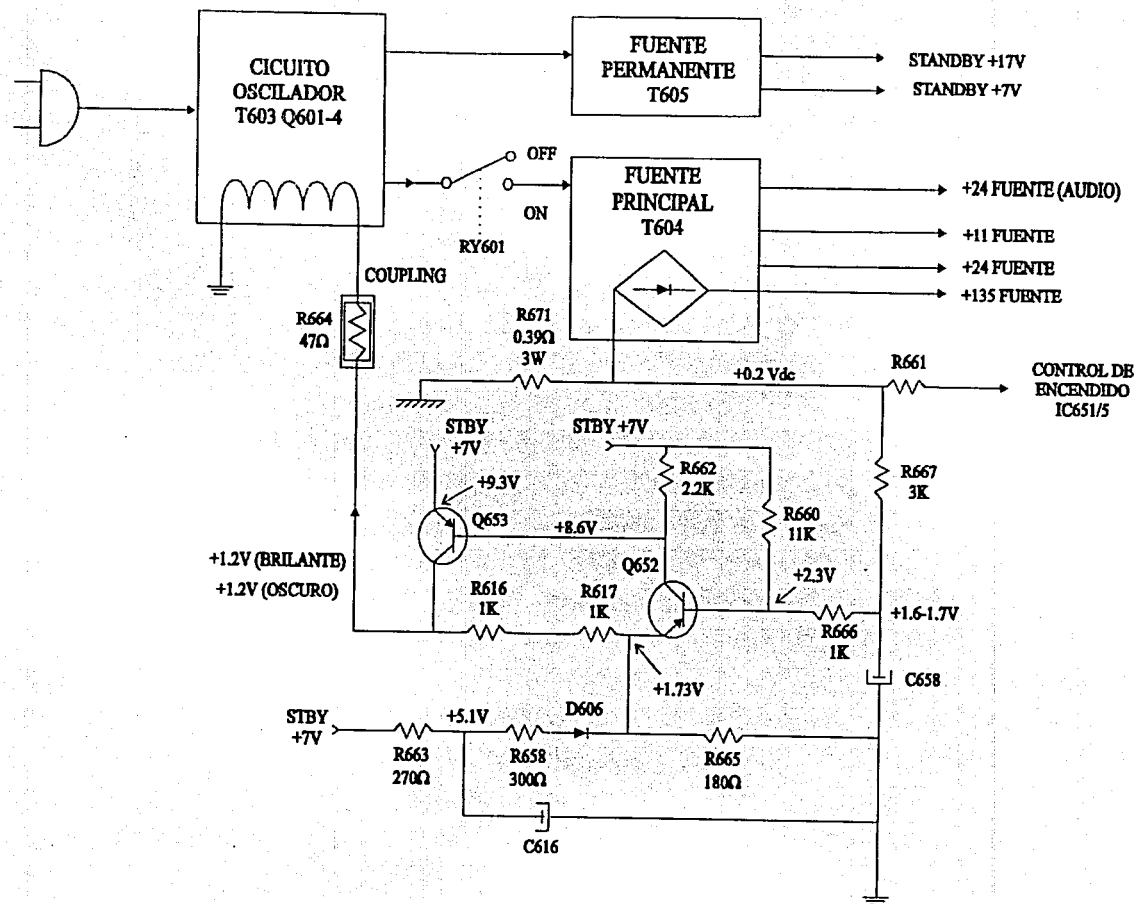 CICUITO
OSCILADOR
T603 Q601-4
FUENTE
PERMANENTE
T605
STANDBY +17V
STANDBY +7V
OFF
ON
RY601
FUENTE
PRINCIPAL
T604
+24 FUENTE (AUDIO)
+11 FUENTE
+24 FUENTE
+135 FUENTE
COUPLING
R664
47Ω
R671
0.39Ω
3W
+0.2 Vdc
R661
CONTROL DE
ENCENDIDO
IC651/5
STBY
+7V
STBY +7V
R662
2.2K
R667
3K
+9.3V
Q653
+8.6V
R660
11K
Q652
+2.3V
+1.2V (BRILANTE)
+1.2V (OSCURO)
R616
1K
R617
1K
R666
1K
+1.6-1.7V
C658
+1.73V
STBY
+7V
+5.1V
D606
R663
270Ω
R658
300Ω
R665
180Ω
C616